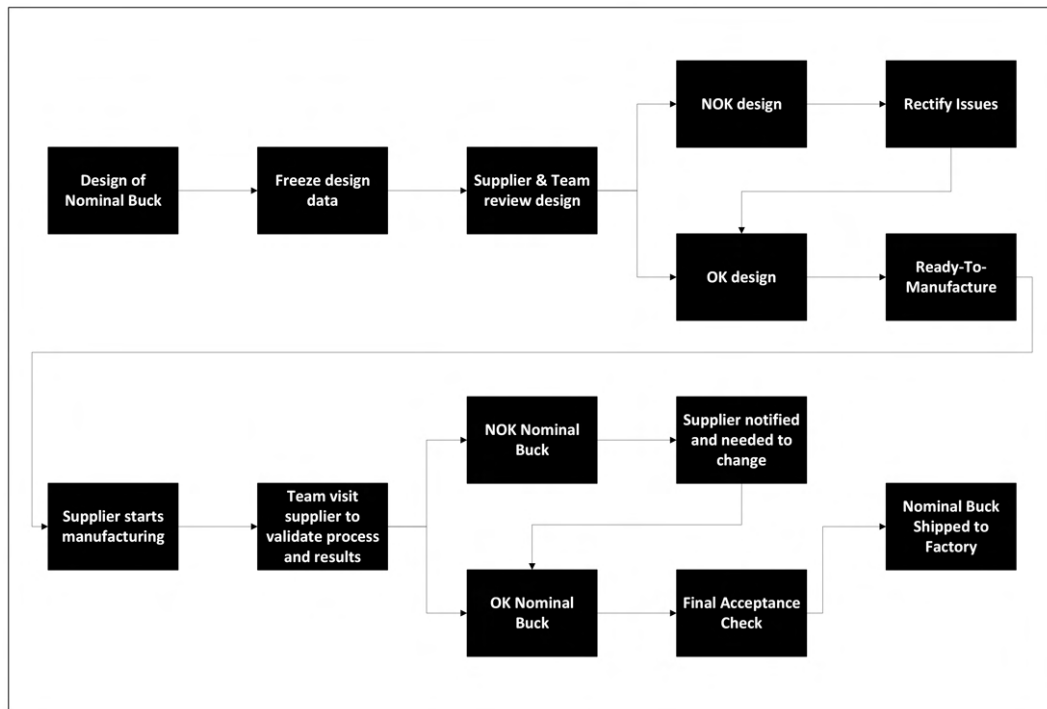 NOK design
Rectify Issues
Design of
Nominal Buck
Freeze design
data
Supplier & Team
review design
OK design
Ready-To-
Manufacture
NOK Nominal
Buck
Supplier notified
and needed to
change
Supplier starts
manufacturing
Team visit
supplier to
validate process
and results
Nominal Buck
Shipped to
Factory
OK Nominal
Buck
Final Acceptance
Check